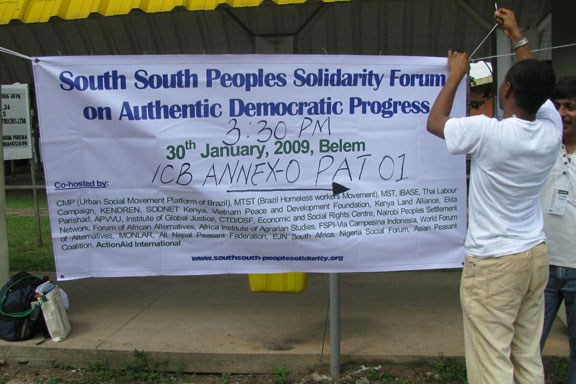 South South Peoples Solidarity Forum
on Authentic Democratic Progress
3:30 PM
30th January, 2009, Belem
ICB ANNEX-O PAT 01
Co-hosted by:
CMP (Urban Social Movement Platform of Brazil), MTST (Brazil Homeless workers Movement), MST, IBASE, Thai Labour
Campaign, KENDREN, SODNET Kenya, Vietnam Peace and Development Foundation, Kenya Land Alliance, Ekta
Parishad, APVVU, Institute of Global Justice, CTD/DSF, Economic and Social Rights Centre, Nairobi Peoples Settlement
Network, Forum of African Alternatives, Africa Institute of Agrarian Studies, FSPI-Via Campesina Indonesia, World Forum
of Alternatives, MONLAR, All Nepal Peasant Federation, EJN South Africa, Nigeria Social Forum, Asian Peasant
Coalition, ActionAid International.
www.southsouth-peoplesolidarity.org